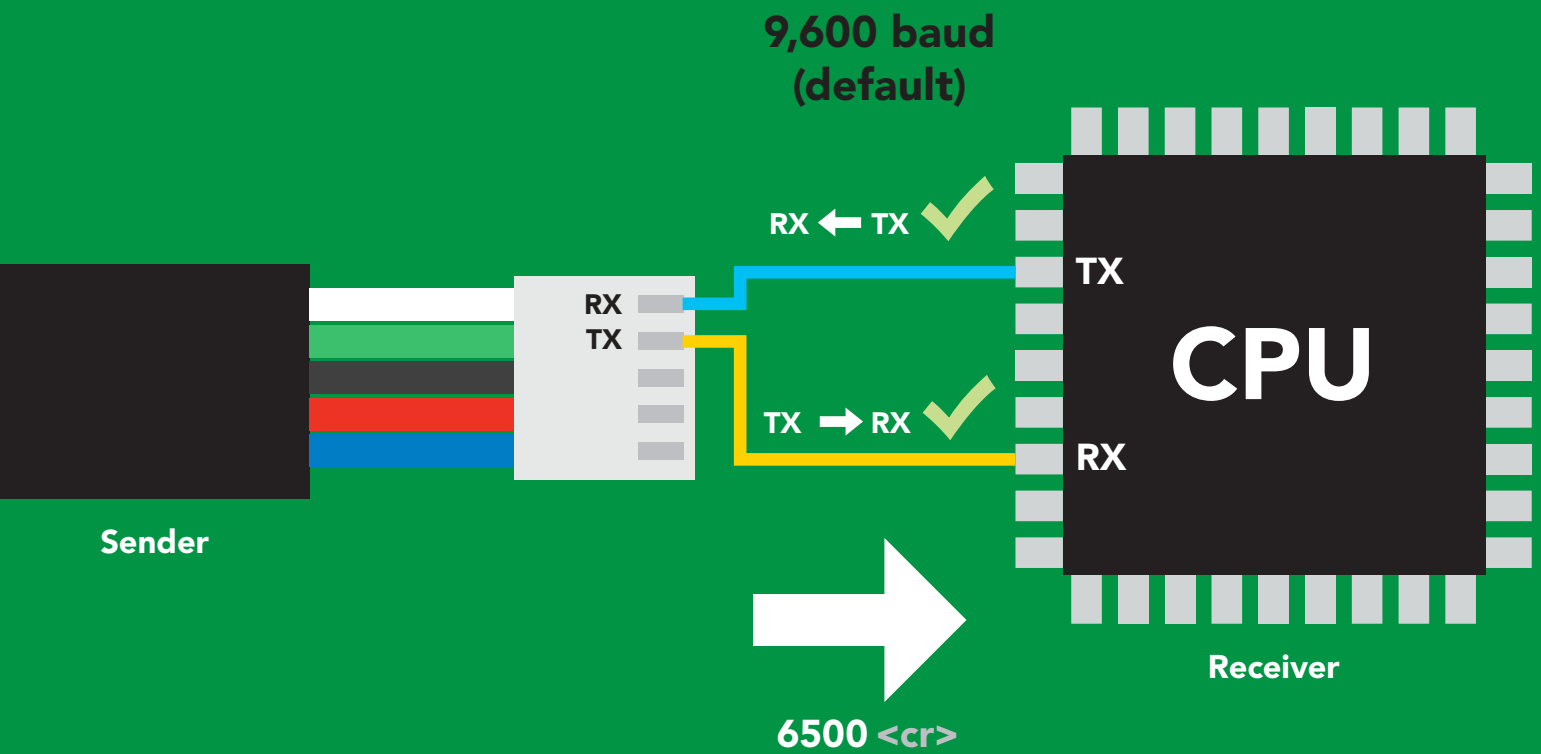 9,600 baud
(default)
RX TX
TX
RX
TX
CPU
TX RX
RX
Sender
Receiver
6500 <cr>